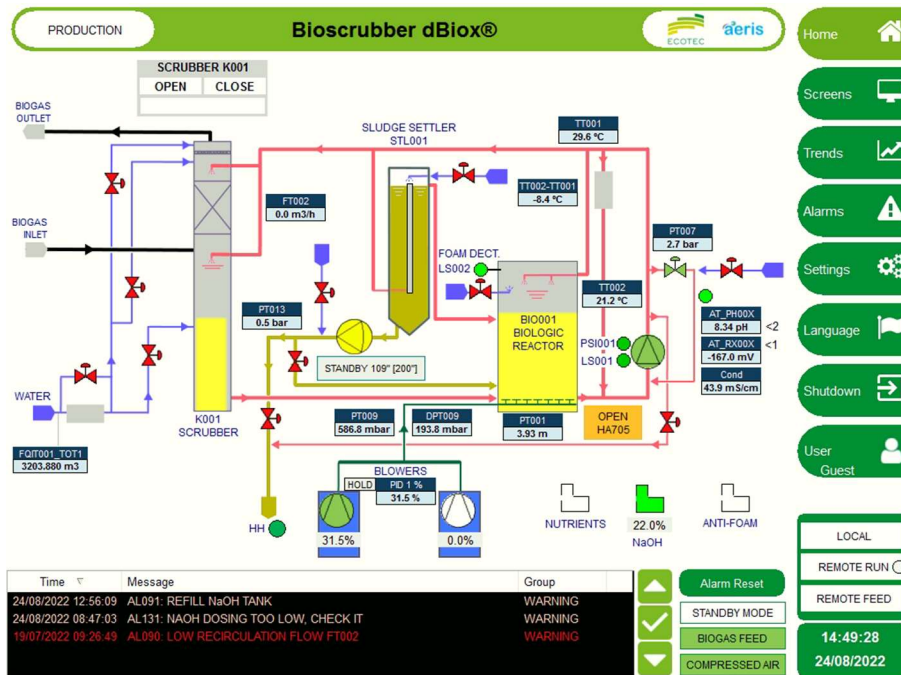 PRODUCTION
Bioscrubber dBiox®
ECOTEC
aeris
Home
Screens
Trends
Alarms
Settings
Language
Shutdown
User
Guest
LOCAL
REMOTE RUN
REMOTE FEED
14:49:28
24/08/2022
SCRUBBER K001
OPEN CLOSE
BIOGAS
OUTLET
BIOGAS
INLET
WATER
FQIT001_TOT1
3203.880 m3
K001
SCRUBBER
FT002
0.0 m3/h
SLUDGE SETTLER
STL001
PT013
0.5 bar
STANDBY 109" [200"]
HH
TT001
29.6 ºC
TT002-TT001
-8.4 ºC
FOAM DECT.
LS002
BIO001
BIOLOGIC
REACTOR
TT002
21.2 ºC
PSI001
LS001
PT007
2.7 bar
AT_PH00X
8.34 pH <2
AT_RX00X
-167.0 mV <1
Cond
43.9 mS/cm
PT009
586.8 mbar
DPT009
193.8 mbar
PT001
3.93 m
OPEN
HA705
BLOWERS
HOLD PID 1 %
31.5 %
31.5%
0.0%
NUTRIENTS
22.0%
NaOH
ANTI-FOAM
Time Message Group
24/08/2022 12:56:09 AL091: REFILL NaOH TANK WARNING
24/08/2022 08:47:03 AL131: NAOH DOSING TOO LOW, CHECK IT WARNING
19/07/2022 09:26:49 AL090: LOW RECIRCULATION FLOW FT002 WARNING
Alarm Reset
STANDBY MODE
BIOGAS FEED
COMPRESSED AIR